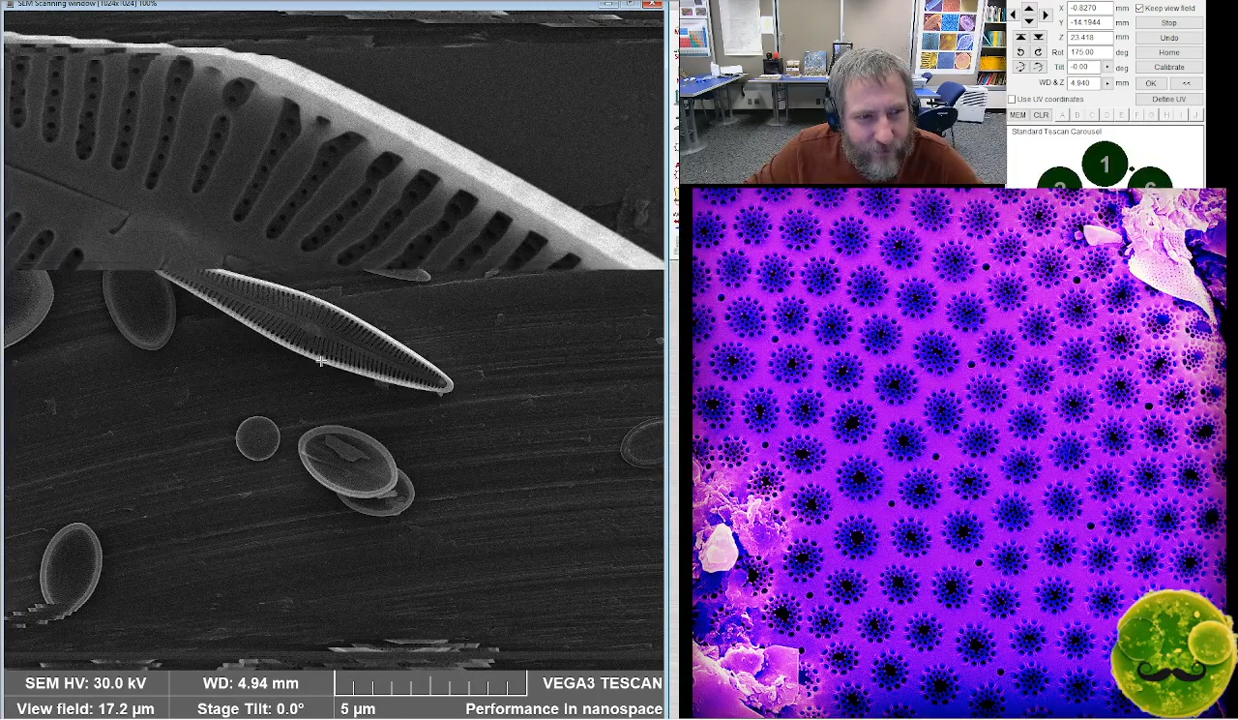 SEM Scanning window [1024x1024] 100%
X -0.8270 mm Keep view field
Y -14.1944 mm Stop
Z 23.418 mm Undo
Rot 175.00 deg Home
Tilt -0.00 deg Calibrate
WD & Z 4.940 mm OK <<
Use UV coordinates Define UV
MEM CLR A B C D E F G H I J
Standard Tescan Carousel
1
SEM HV: 30.0 kV WD: 4.94 mm VEGA3 TESCAN
View field: 17.2 µm Stage Tilt: 0.0° 5 µm Performance in nanospace